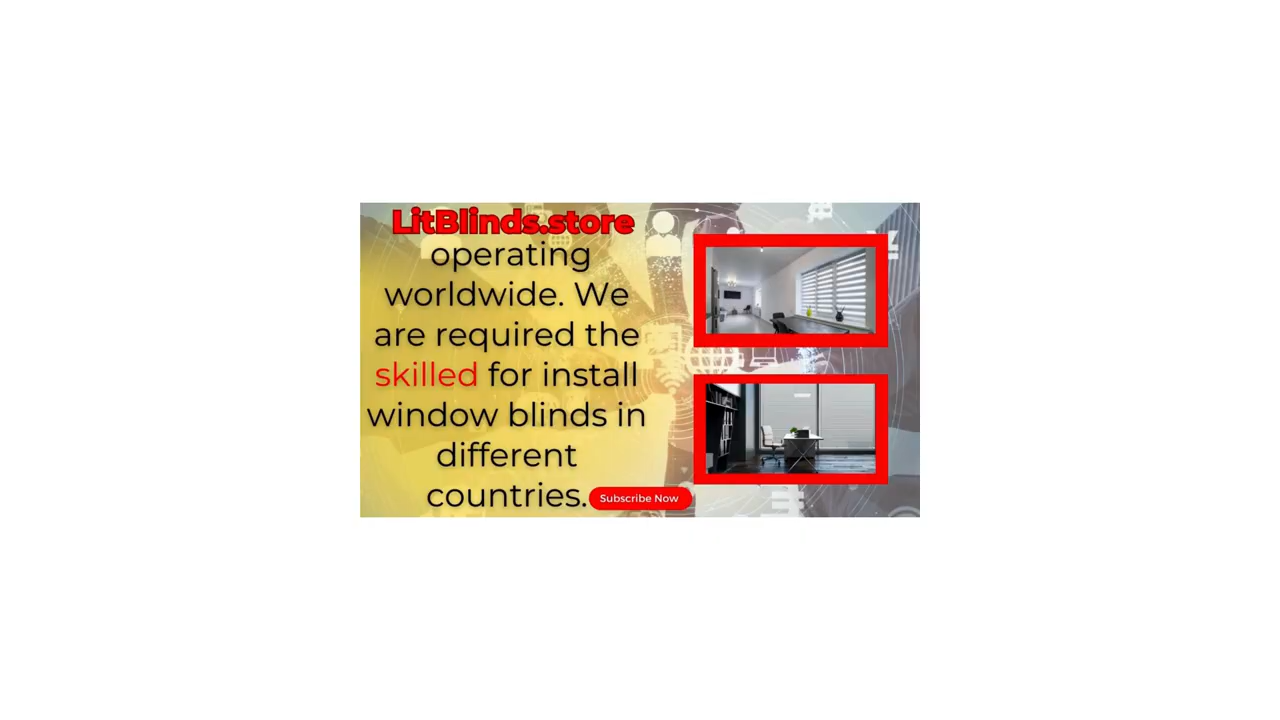 LitBlinds.store
operating
worldwide. We
are required the
skilled for install
window blinds in
different
countries.
Subscribe Now